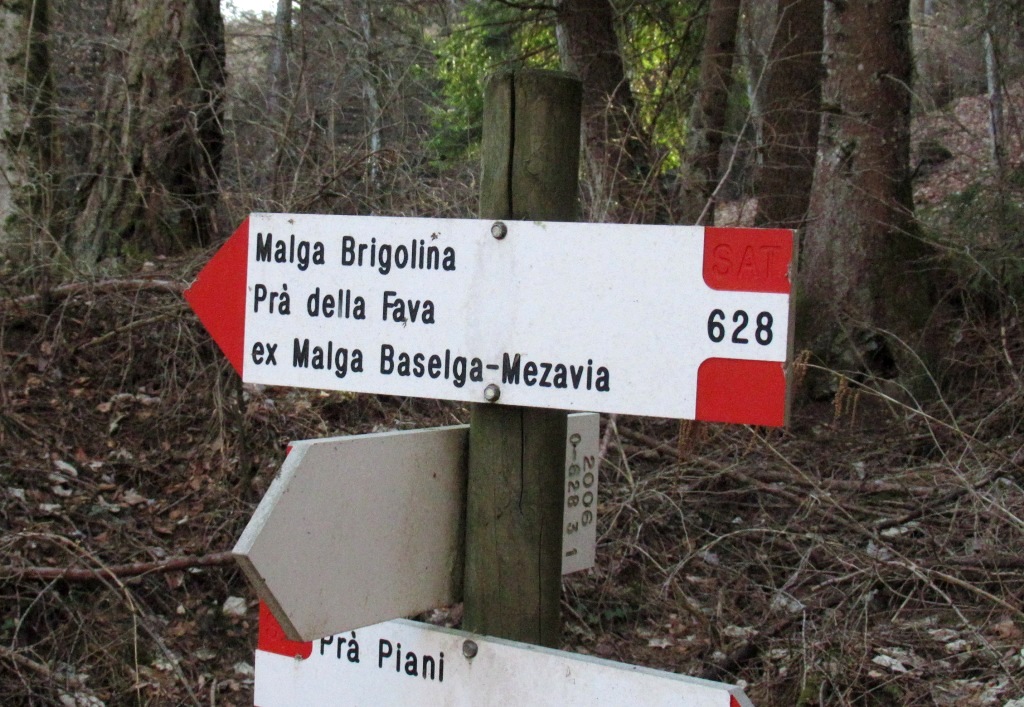 Malga Brigolina
Prà della Fava
ex Malga Baselga-Mezavia
SAT
628
2006
0-628 3 1
Prà Piani